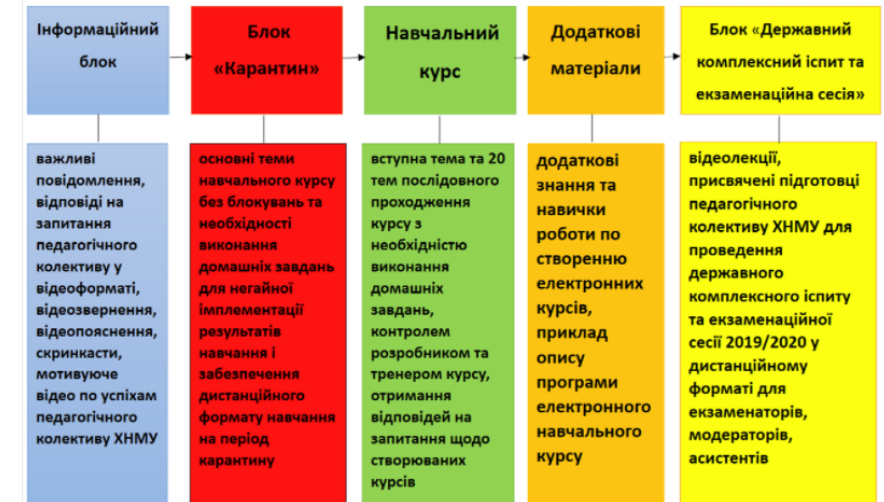 Інформаційний
блок
Блок
«Карантин»
Навчальний
курс
Додаткові
матеріали
Блок «Державний
комплексний іспит та
екзаменаційна сесія»
важливі
повідомлення,
відповіді на
запитання
педагогічного
колективу у
відеоформаті,
відеозвернення,
відеопояснення,
скринкасти,
мотивуюче
відео по успіхам
педагогічного
колективу ХНМУ
основні теми
навчального курсу
без блокувань та
необхідності
виконання
домашніх завдань
для негайної
імплементації
результатів
навчання і
забезпечення
дистанційного
формату навчання
на період
карантину
вступна тема та 20
тем послідовного
проходження
курсу з
необхідністю
виконання
домашніх
завдань,
контролем
розробником та
тренером курсу,
отримання
відповідей на
запитання щодо
створюваних
курсів
додаткові
знання та
навички
роботи по
створенню
електронних
курсів,
приклад
опису
програми
електронного
навчального
курсу
відеолекції,
присвячені підготовці
педагогічного
колективу ХНМУ для
проведення
державного
комплексного іспиту
та екзаменаційної
сесії 2019/2020 у
дистанційному
форматі для
екзаменаторів,
модераторів,
асистентів